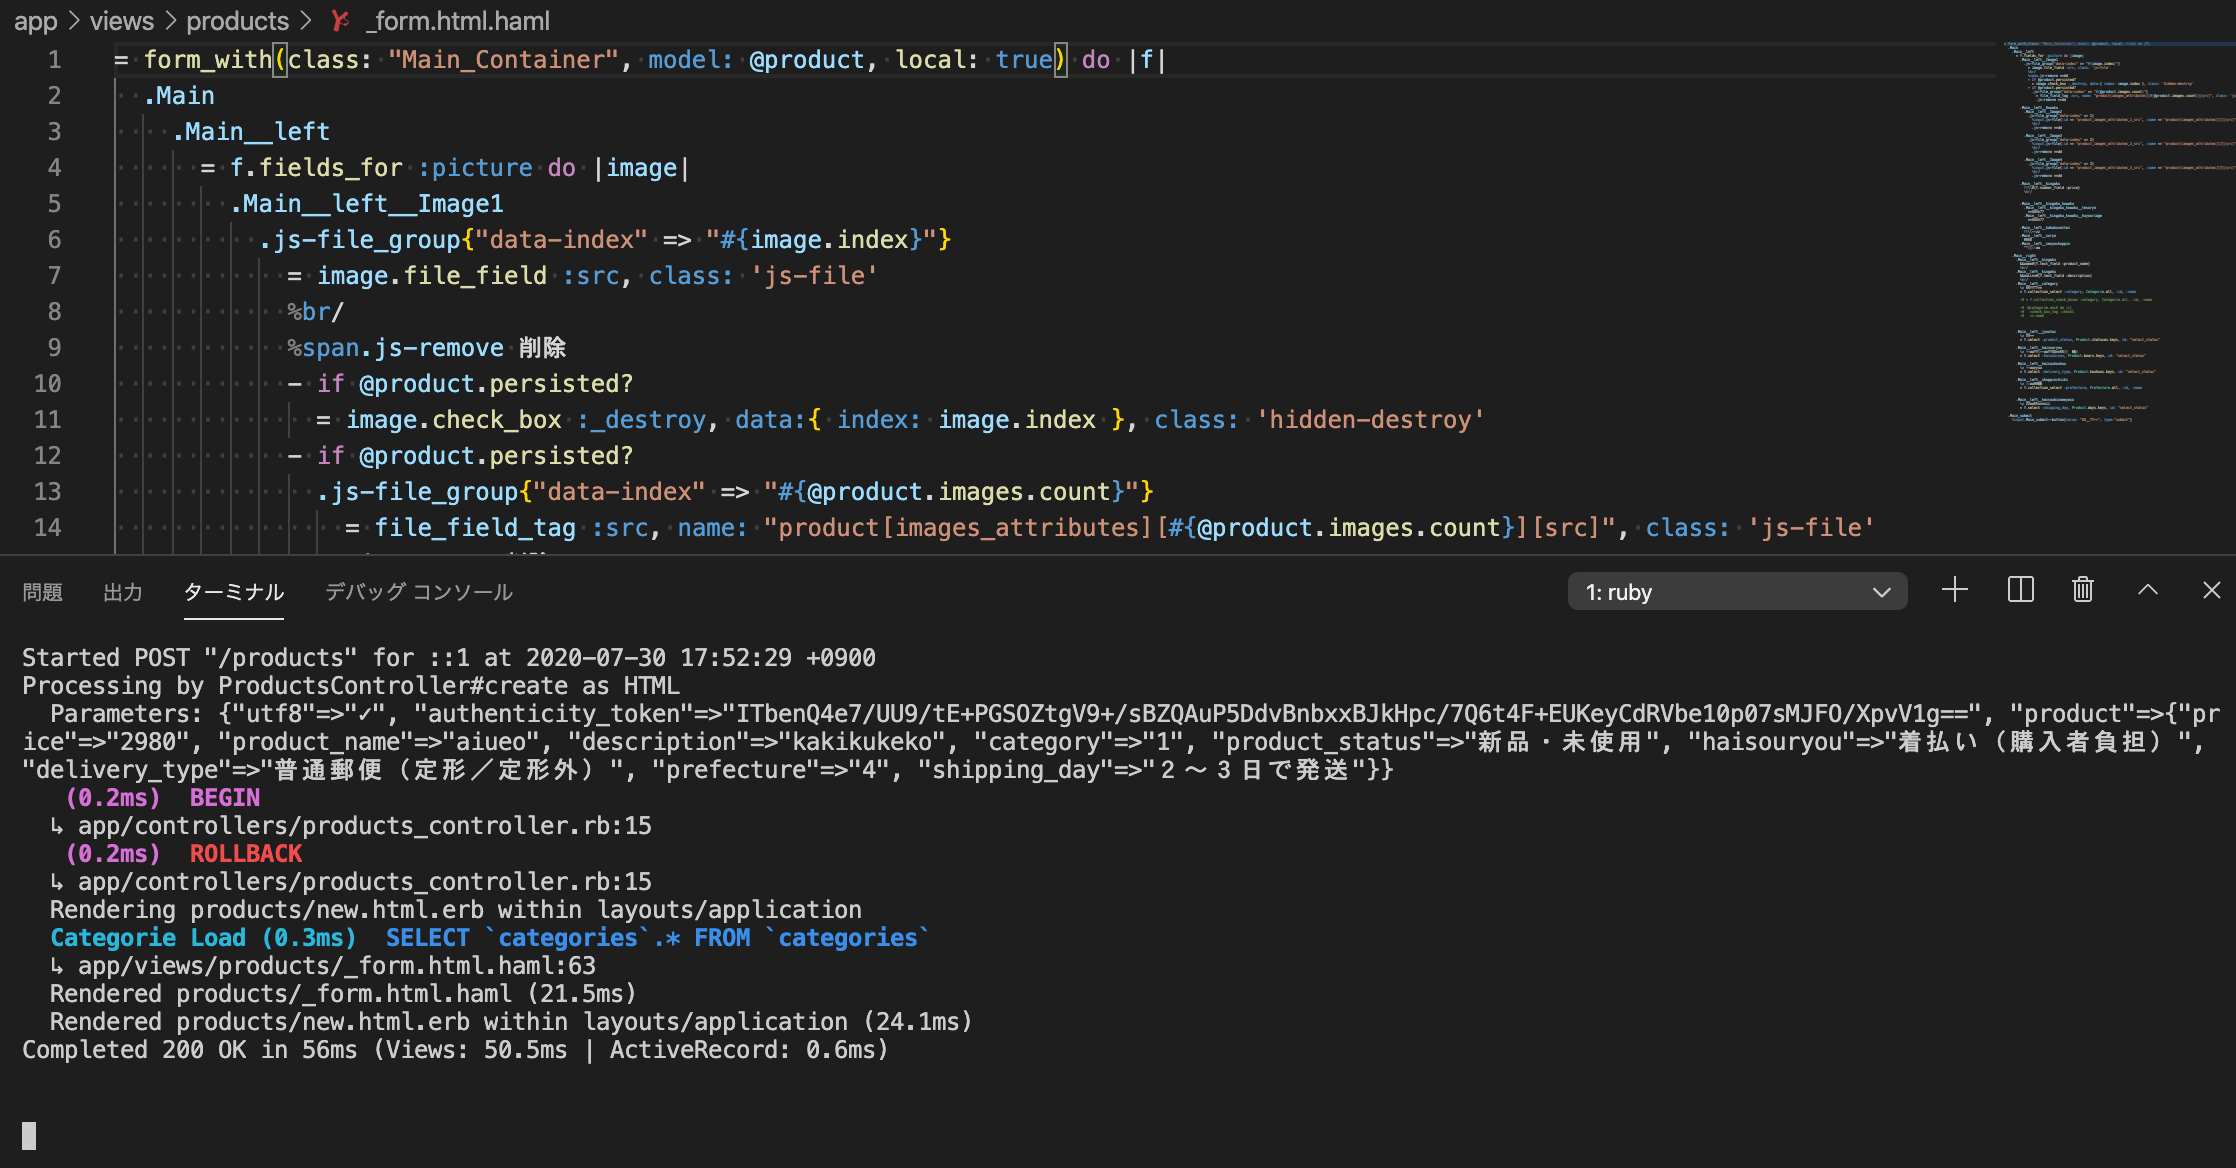 app > views > products > _form.html.haml
1 = form_with(class: "Main_Container", model: @product, local: true) do |f|
2 .Main
3 .Main__left
4 = f.fields_for :picture do |image|
5 .Main__left__Image1
6 .js-file_group{"data-index" => "#{image.index}"}
7 = image.file_field :src, class: 'js-file'
8 %br/
9 %span.js-remove 削除
10 - if @product.persisted?
11 = image.check_box :_destroy, data:{ index: image.index }, class: 'hidden-destroy'
12 - if @product.persisted?
13 .js-file_group{"data-index" => "#{@product.images.count}"}
14 = file_field_tag :src, name: "product[images_attributes][#{@product.images.count}][src]", class: 'js-file'
問題 出力 ターミナル デバッグ コンソール 1: ruby
Started POST "/products" for ::1 at 2020-07-30 17:52:29 +0900
Processing by ProductsController#create as HTML
Parameters: {"utf8"=>"✓", "authenticity_token"=>"ITbenQ4e7/UU9/tE+PGSOZtgV9+/sBZQAuP5DdvBnbxxBJkHpc/7Q6t4F+EUKeyCdRVbe10p07sMJFO/XpvV1g==", "product"=>{"pr
ice"=>"2980", "product_name"=>"aiueo", "description"=>"kakikukeko", "category"=>"1", "product_status"=>"新品・未使用", "haisouryou"=>"着払い（購入者負担）",
"delivery_type"=>"普通郵便（定形／定形外）", "prefecture"=>"4", "shipping_day"=>"２〜３日で発送"}}
(0.2ms) BEGIN
↳ app/controllers/products_controller.rb:15
(0.2ms) ROLLBACK
↳ app/controllers/products_controller.rb:15
Rendering products/new.html.erb within layouts/application
Categorie Load (0.3ms) SELECT `categories`.* FROM `categories`
↳ app/views/products/_form.html.haml:63
Rendered products/_form.html.haml (21.5ms)
Rendered products/new.html.erb within layouts/application (24.1ms)
Completed 200 OK in 56ms (Views: 50.5ms | ActiveRecord: 0.6ms)